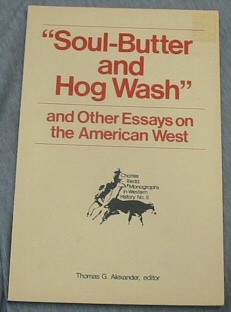 "Soul-Butter
and
Hog Wash"
and Other Essays on
the American West
Charles
Redd
Monographs
in Western
History No. 8
Thomas G. Alexander, editor